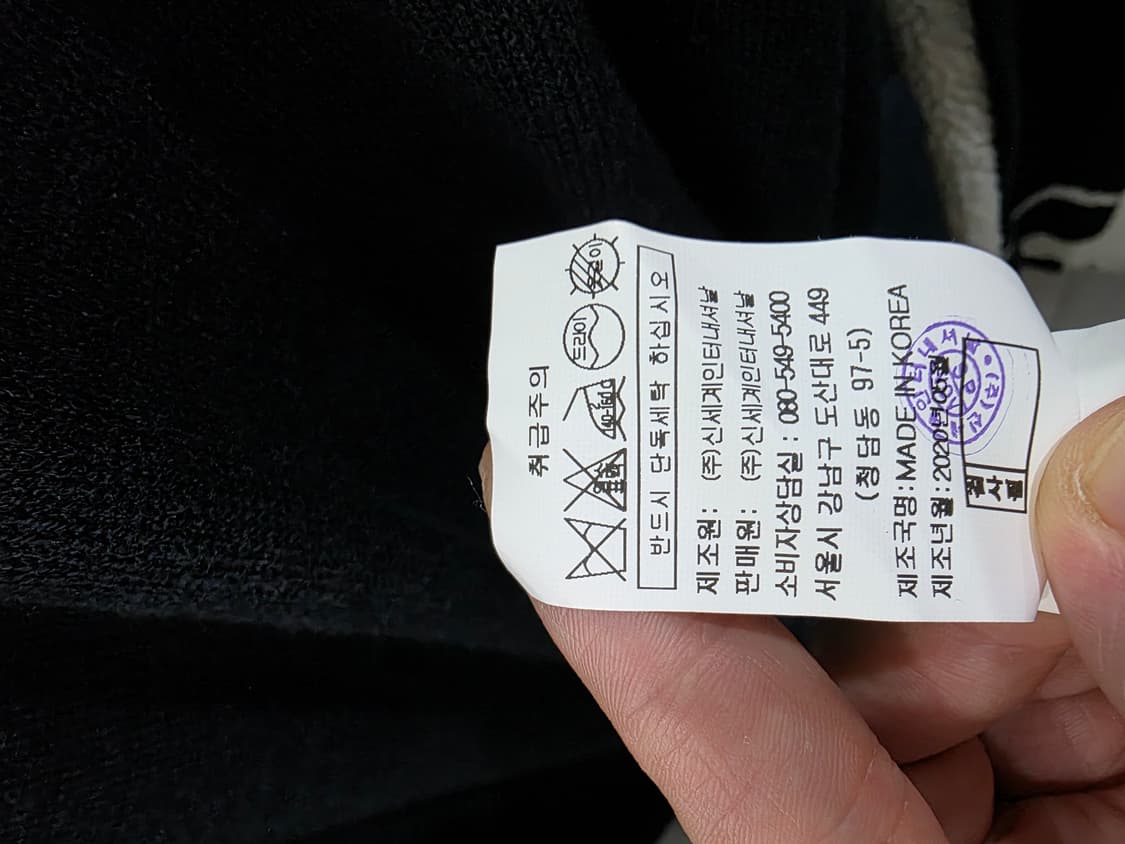 취급주의
드라이
옷걸이
반드시 단독세탁 하십시오
제조원 : (주)신세계인터내셔날
판매원 : (주)신세계인터내셔날
소비자상담실 : 080-549-5400
서울시 강남구 도산대로 449
(청담동 97-5)
제조국명 : MADE IN KOREA
제조년월 : 2020년 05월
검사필